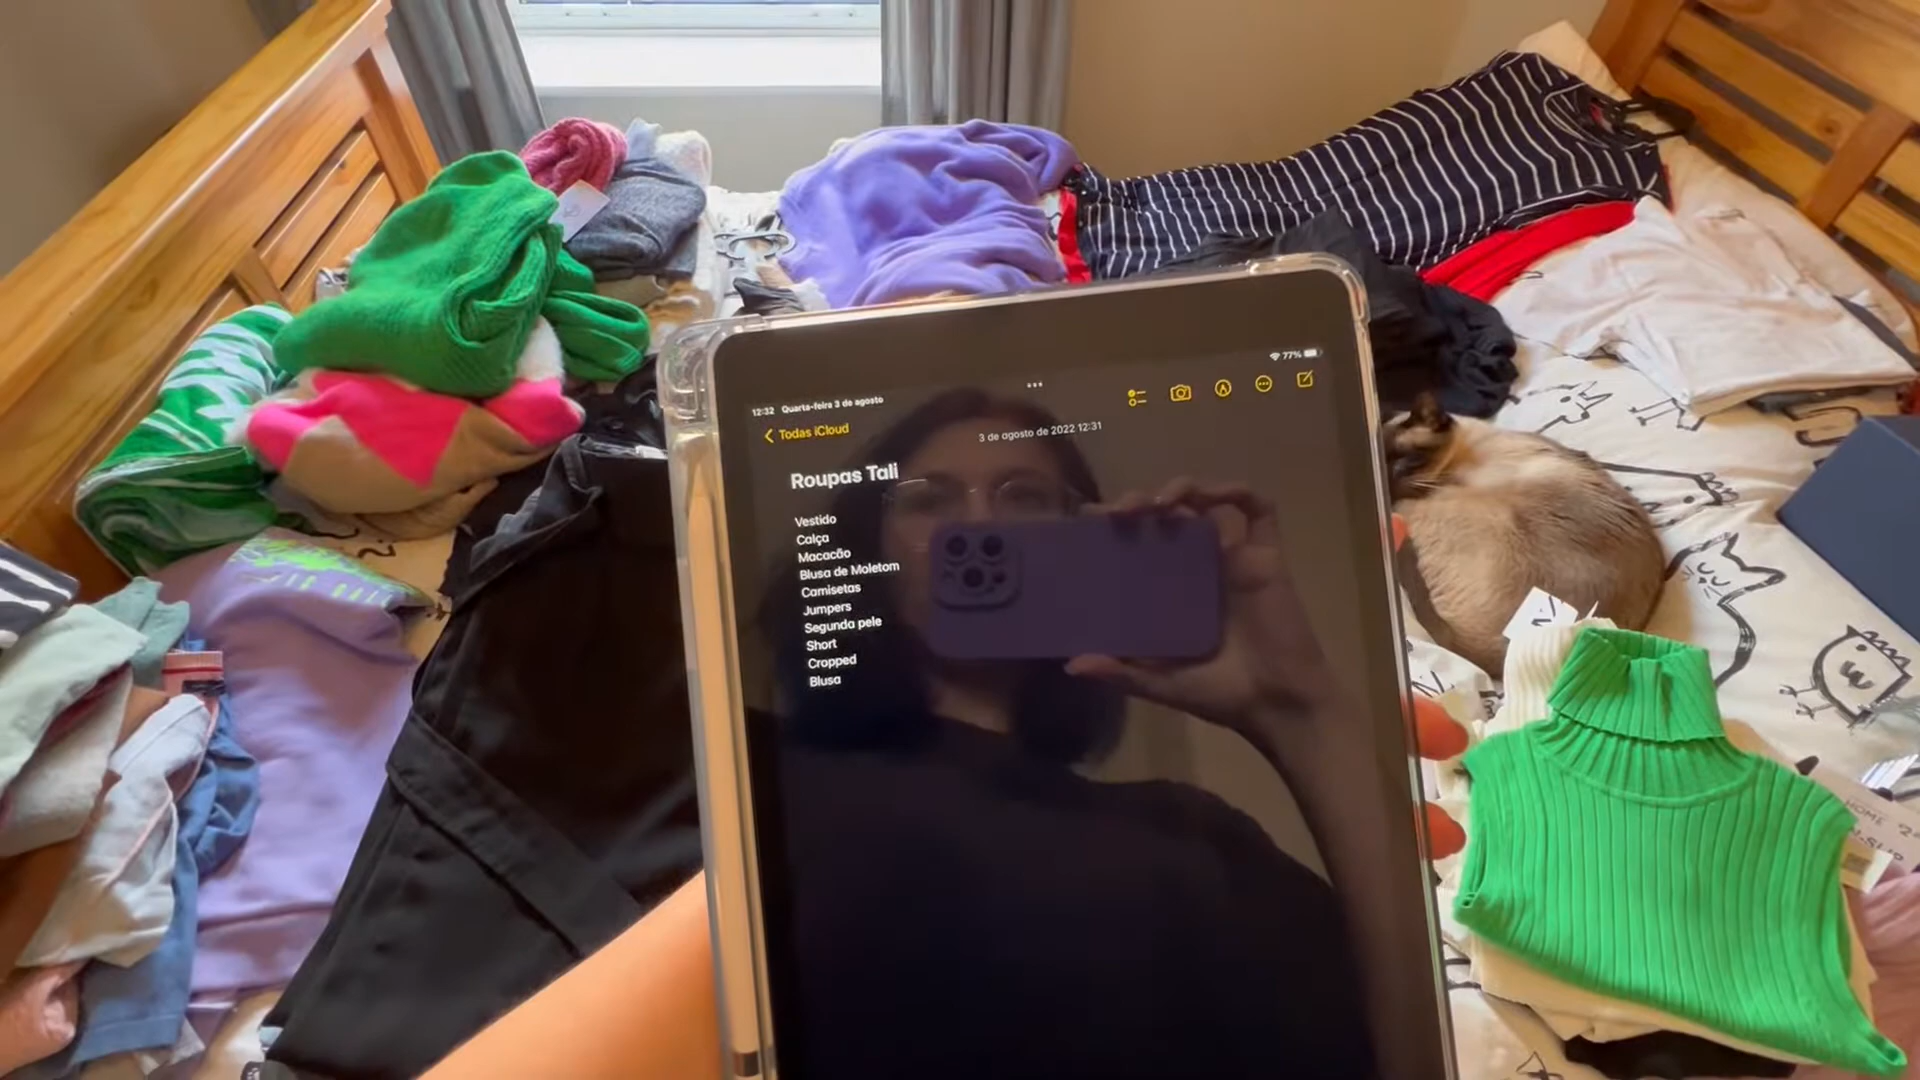 12:32 Quarta-feira 3 de agosto
77%
Todas iCloud
3 de agosto de 2022 12:31
Roupas Tali
Vestido
Calça
Macacão
Blusa de Moletom
Camisetas
Jumpers
Segunda pele
Short
Cropped
Blusa
HOME